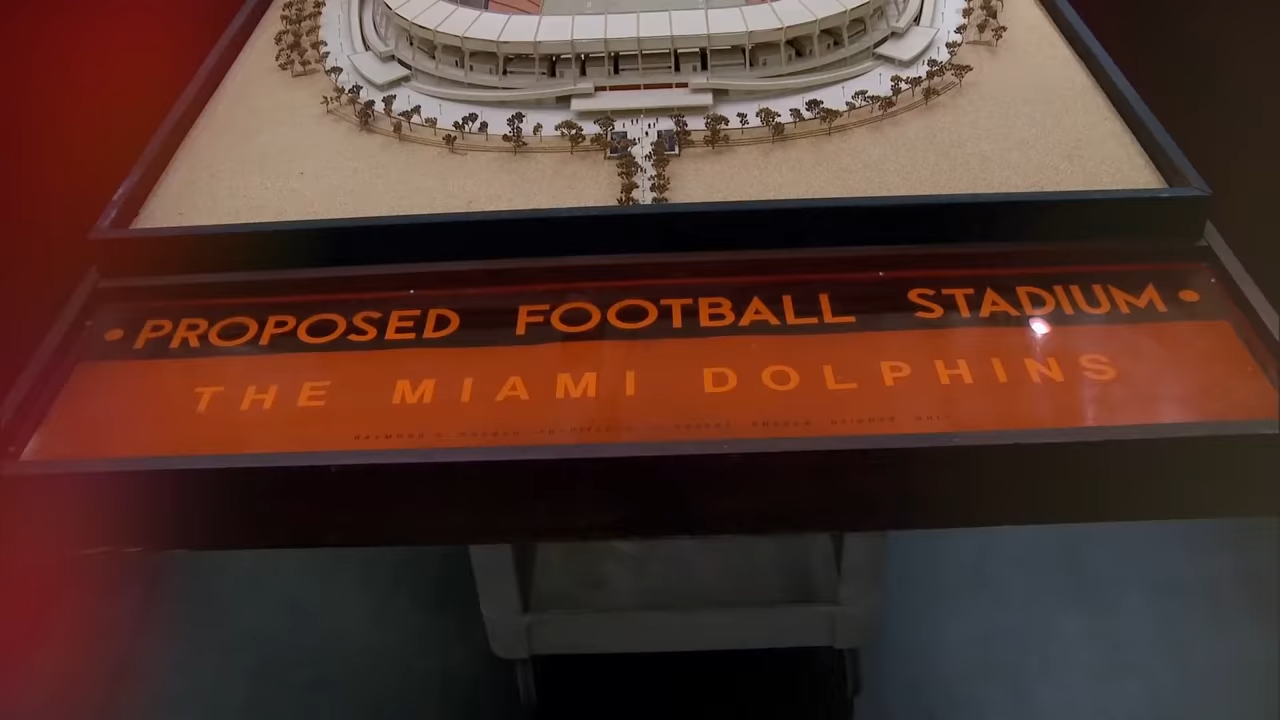 • PROPOSED FOOTBALL STADIUM •
THE MIAMI DOLPHINS